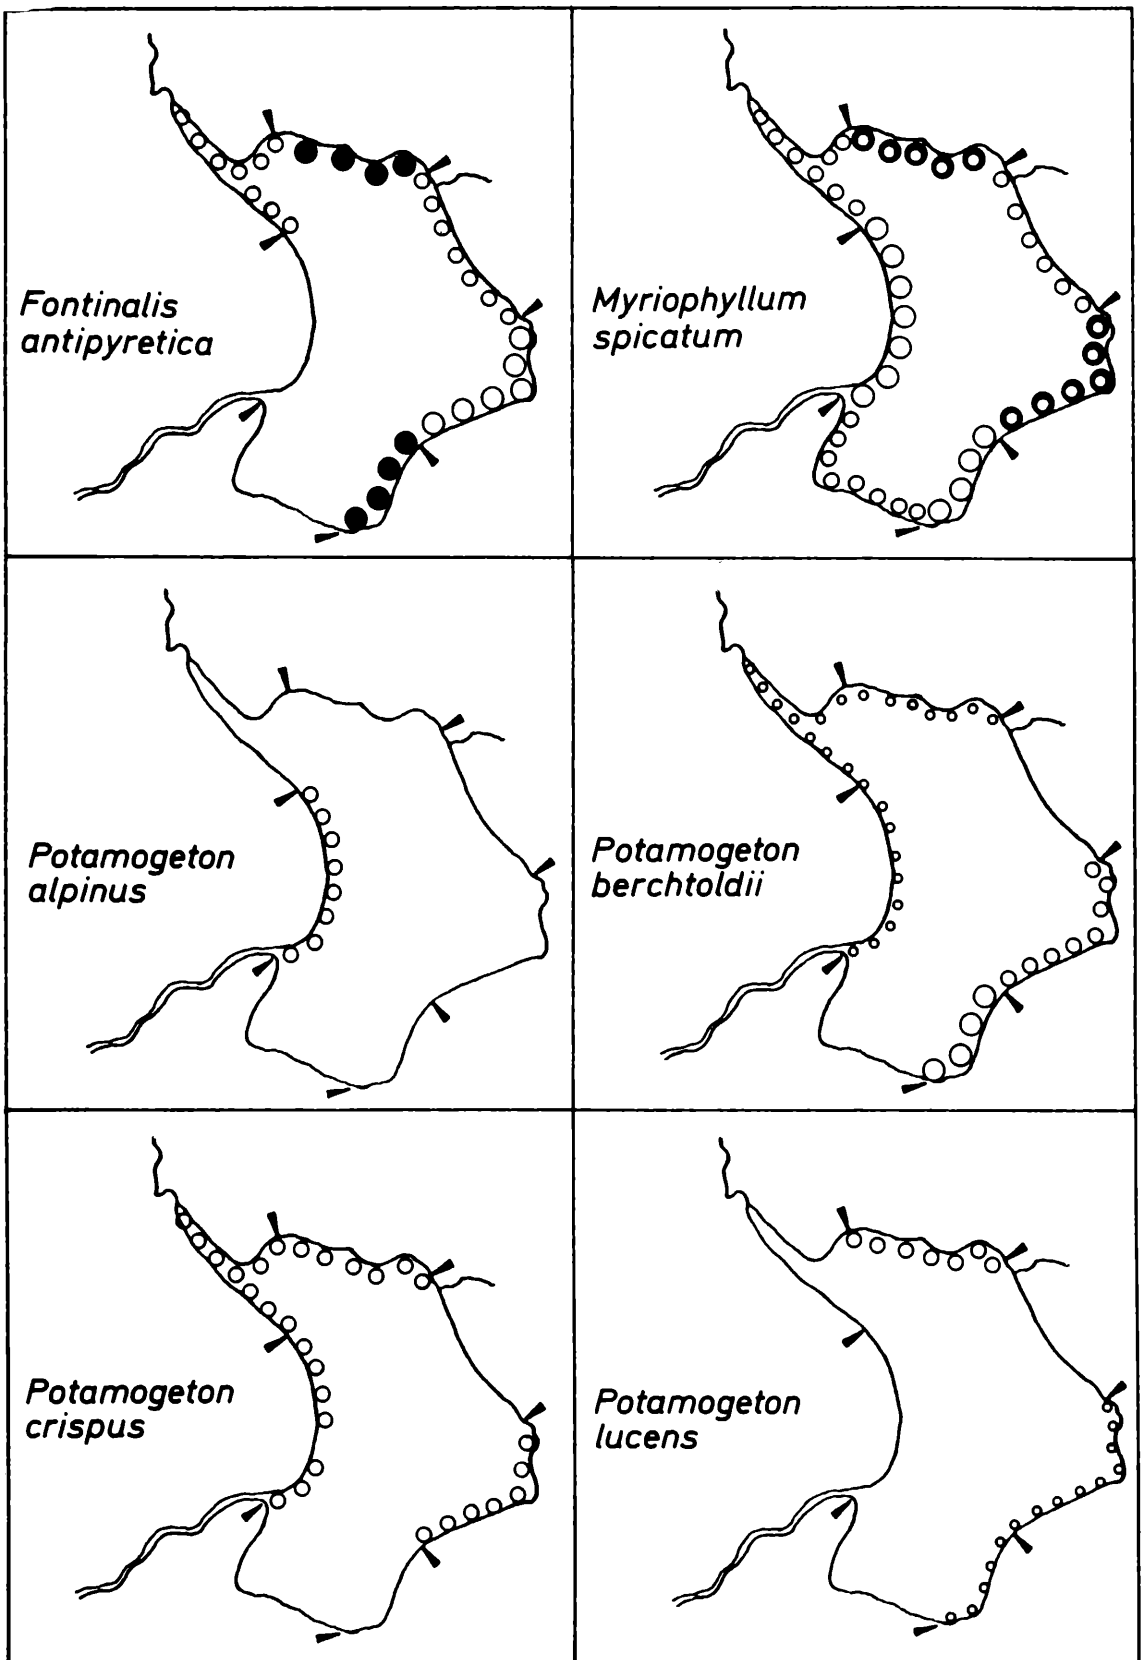 Fontinalis
antipyretica
Myriophyllum
spicatum
Potamogeton
alpinus
Potamogeton
berchtoldii
Potamogeton
crispus
Potamogeton
lucens